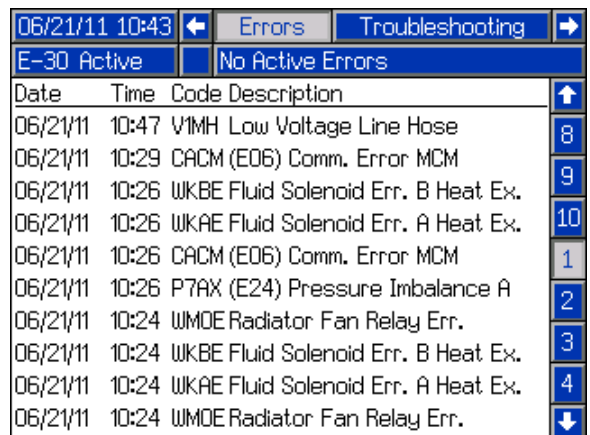 06/21/11 10:43 Errors Troubleshooting
E-30 Active No Active Errors
Date Time Code Description
06/21/11 10:47 V1MH Low Voltage Line Hose
8
06/21/11 10:29 CACM (E06) Comm. Error MCM
9
06/21/11 10:26 WKBE Fluid Solenoid Err. B Heat Ex.
06/21/11 10:26 WKAE Fluid Solenoid Err. A Heat Ex.
10
06/21/11 10:26 CACM (E06) Comm. Error MCM
1
06/21/11 10:26 P7AX (E24) Pressure Imbalance A
2
06/21/11 10:24 WMOE Radiator Fan Relay Err.
06/21/11 10:24 WKBE Fluid Solenoid Err. B Heat Ex.
3
06/21/11 10:24 WKAE Fluid Solenoid Err. A Heat Ex.
4
06/21/11 10:24 WMOE Radiator Fan Relay Err.